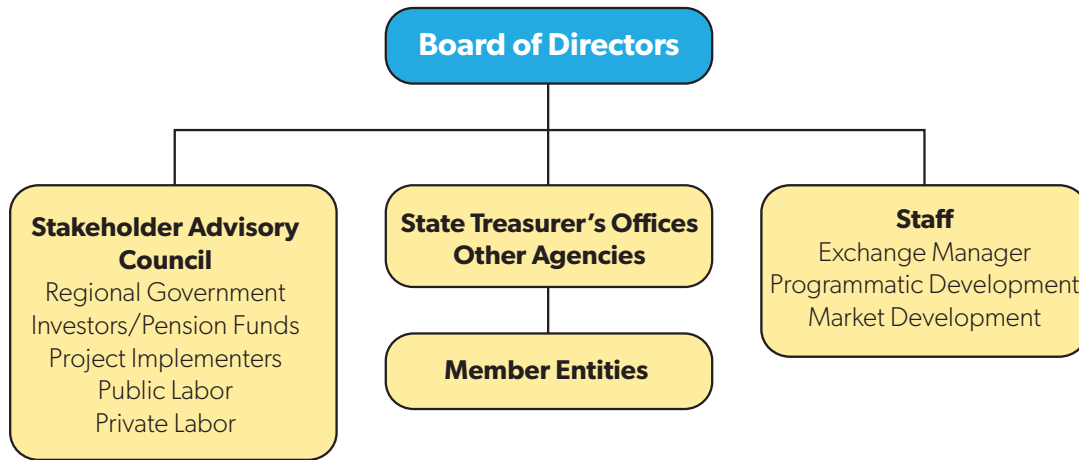 Board of Directors
Stakeholder Advisory
Council
Regional Government
Investors/Pension Funds
Project Implementers
Public Labor
Private Labor
State Treasurer’s Offices
Other Agencies
Member Entities
Staff
Exchange Manager
Programmatic Development
Market Development